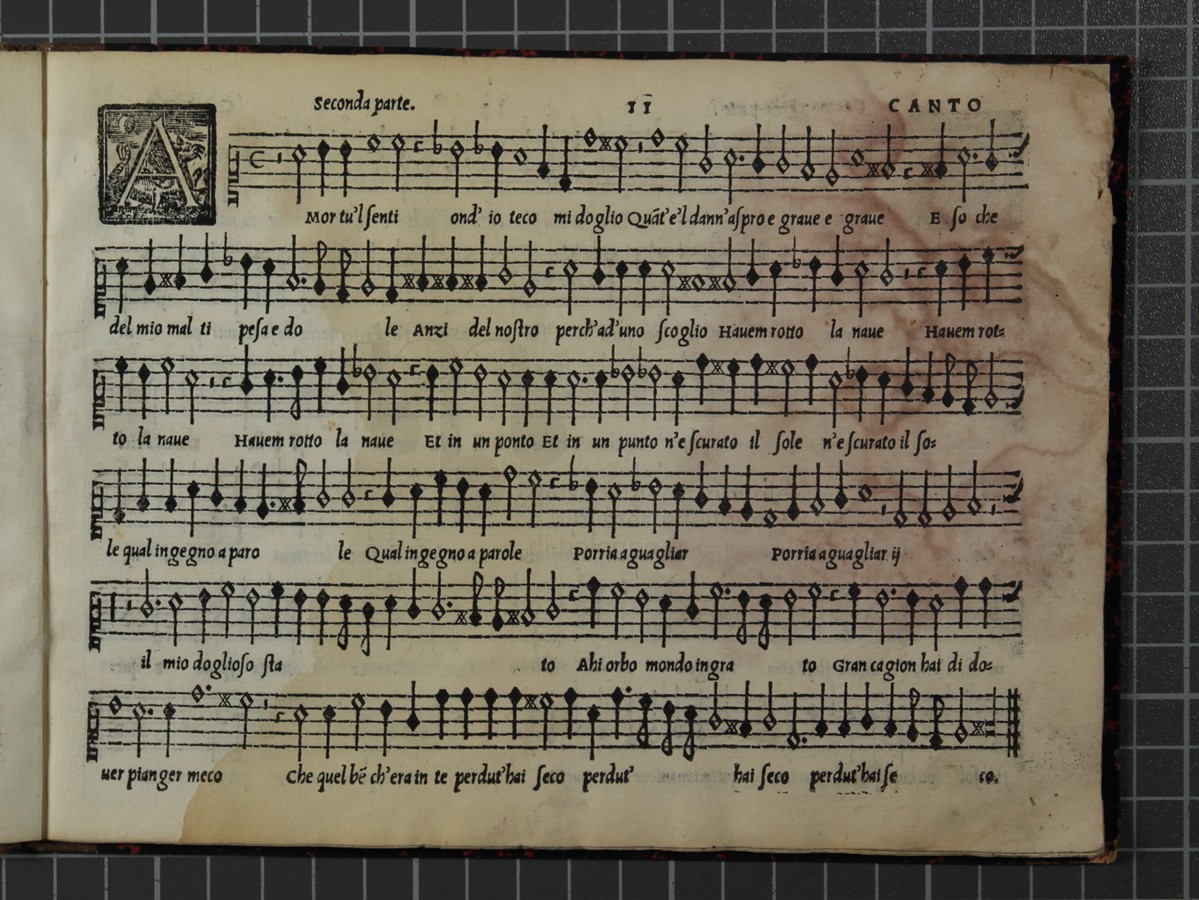 Seconda parte. 11 CANTO
A Mor tu'l senti ond' io teco mi doglio Quãt'e'l dann'aspro e graue e graue E so che
del mio mal ti pesa e do le Anzi del nostro perch'ad'uno scoglio Hauem rotto la naue Hauem rot=
to la naue Hauem rotto la naue Et in un ponto Et in un punto n'e scurato il sole n'e scurato il so=
le qual ingegno a paro le Qual ingegno a parole Porria aguagliar Porria aguagliar ij
il mio doglioso sta to Ahi orbo mondo ingra to Gran cagion hai di do=
uer pianger meco Che quel bẽ ch'era in te perdut'hai seco perdut' hai seco perdut'hai se co.